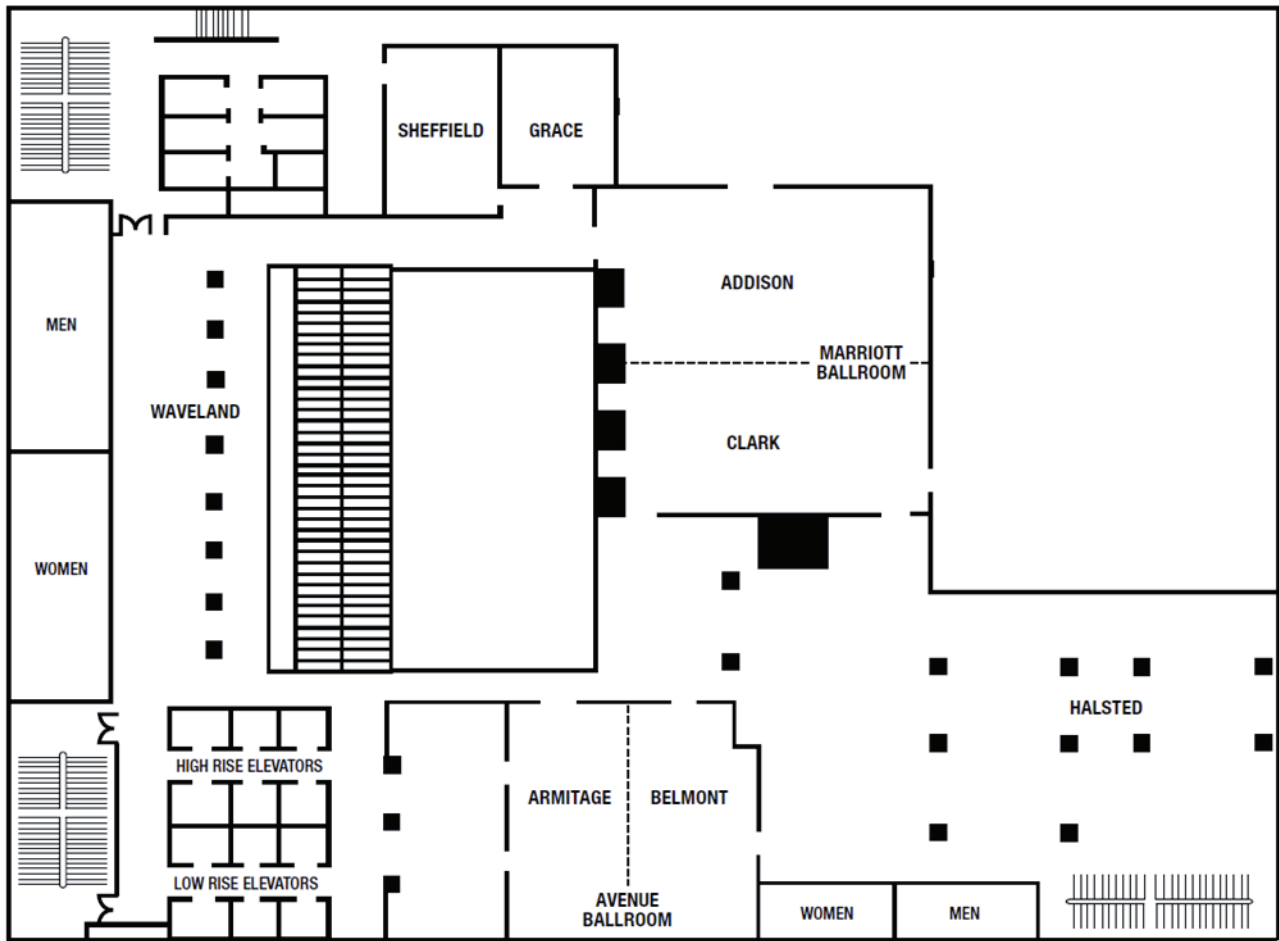 SHEFFIELD
GRACE
ADDISON
MEN
MARRIOTT
BALLROOM
WAVELAND
CLARK
WOMEN
HALSTED
HIGH RISE ELEVATORS
ARMITAGE
BELMONT
LOW RISE ELEVATORS
AVENUE
BALLROOM
WOMEN
MEN